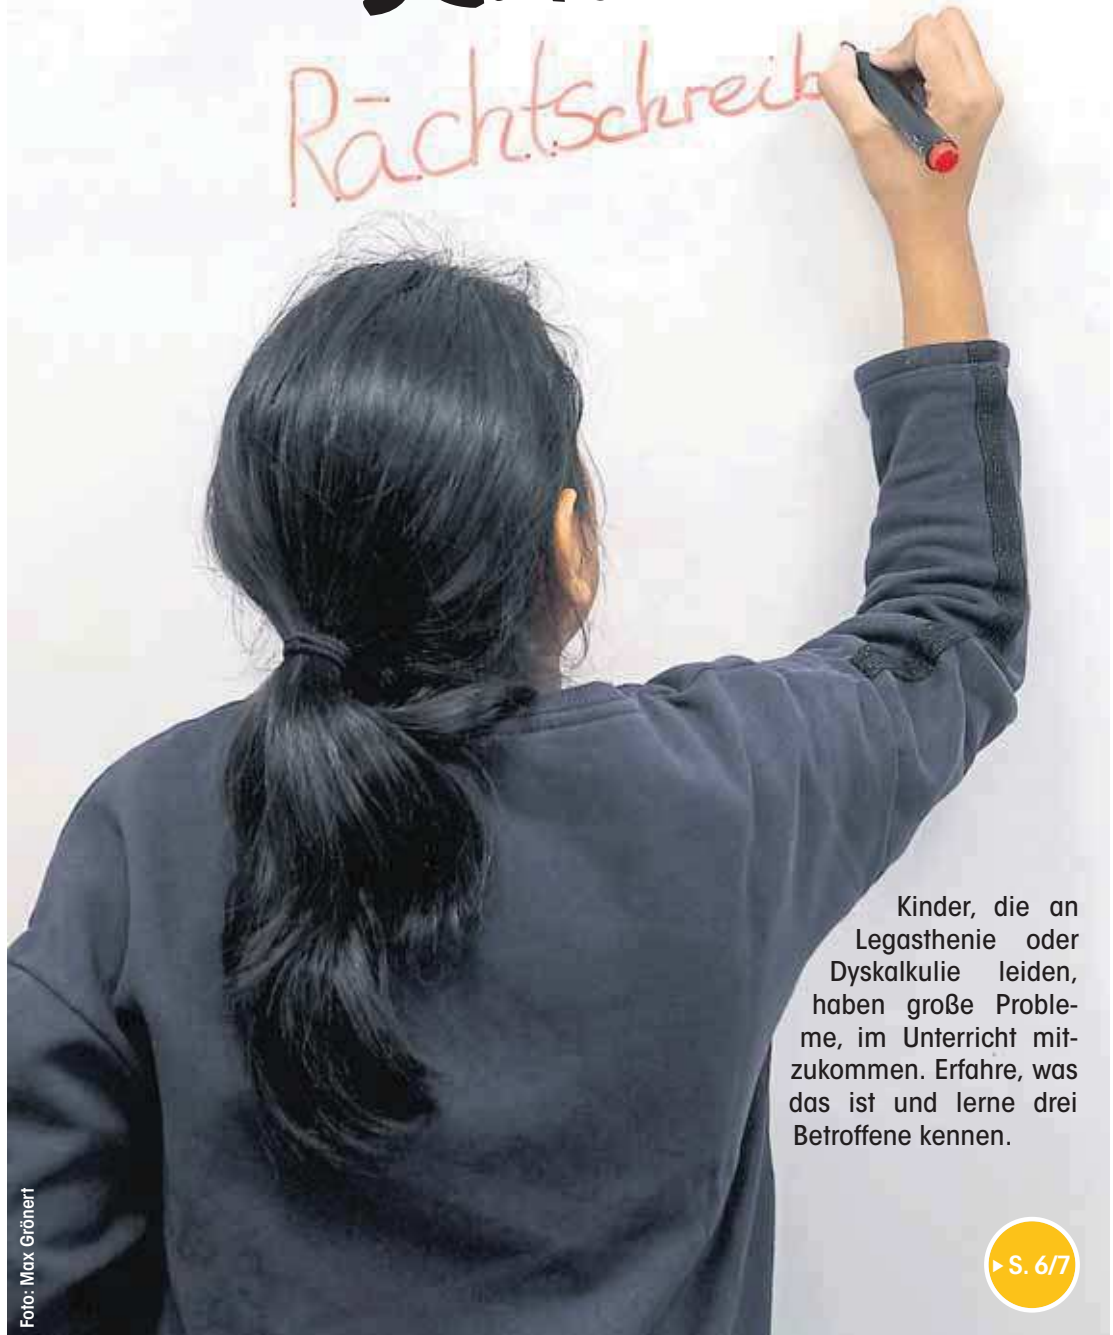 Rächtschreib
Kinder, die an
Legasthenie oder
Dyskalkulie leiden,
haben große Proble-
me, im Unterricht mit-
zukommen. Erfahre, was
das ist und lerne drei
Betroffene kennen.
Foto: Max Grönert
▸ S. 6/7